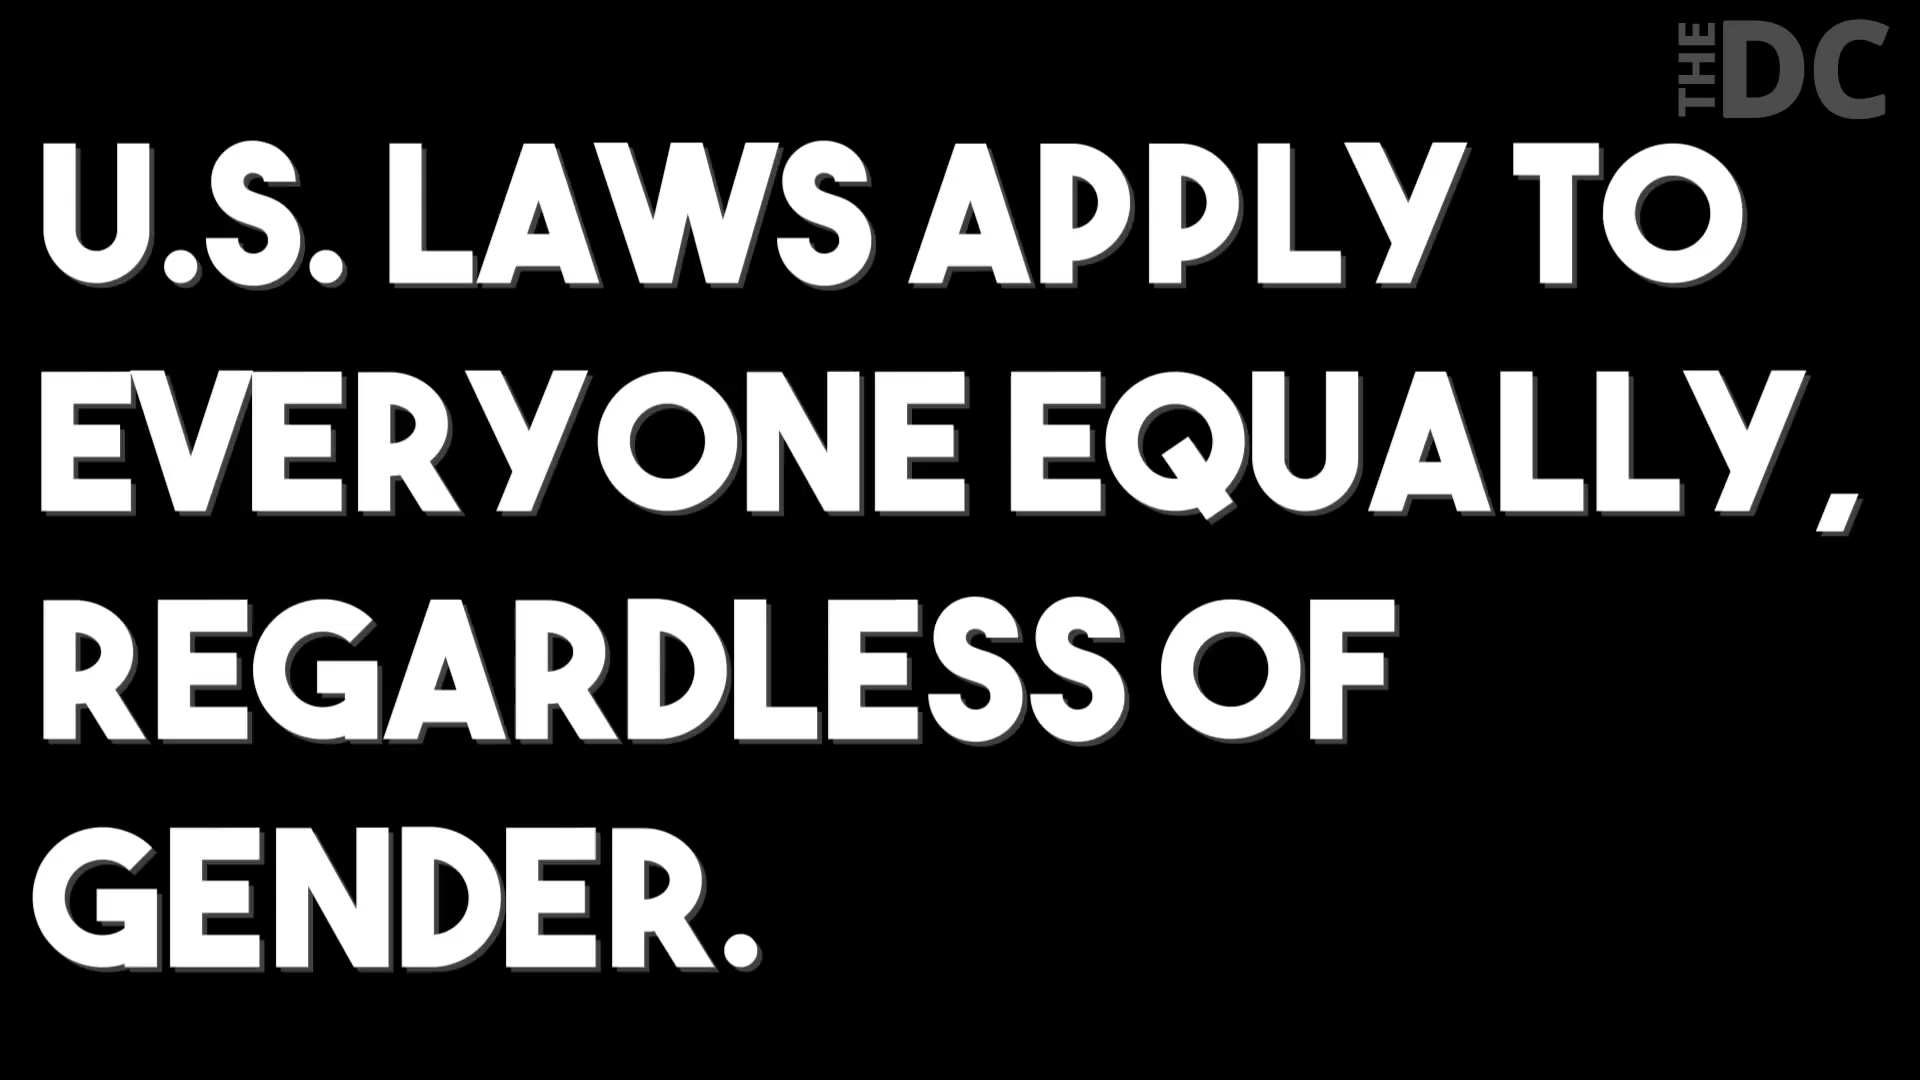 THE DC
U.S. LAWS APPLY TO
EVERYONE EQUALLY,
REGARDLESS OF
GENDER.